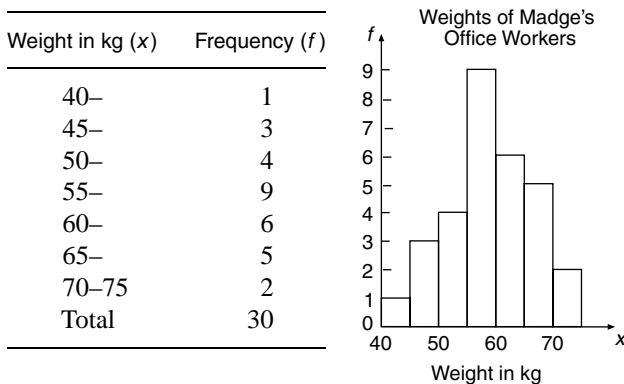 Weight in kg (x) Frequency (f)
40– 1
45– 3
50– 4
55– 9
60– 6
65– 5
70–75 2
Total 30
Weights of Madge's
Office Workers
f
9
8
7
6
5
4
3
2
1
0
40 50 60 70 x
Weight in kg